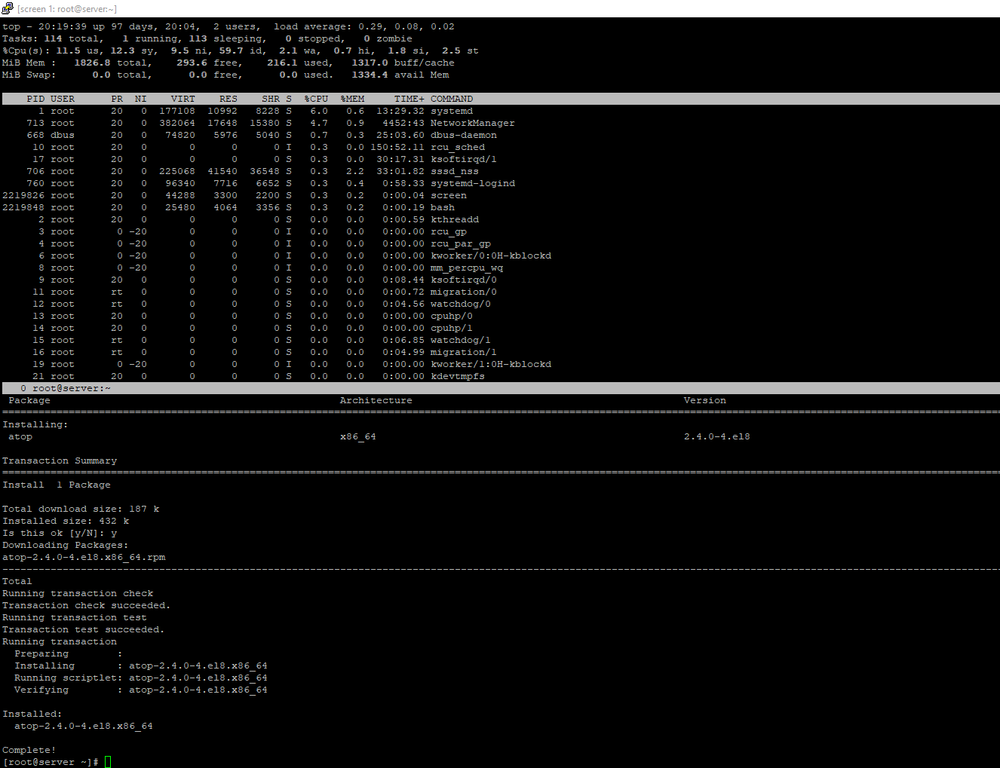 [screen 1: root@server:~]
top - 20:19:39 up 97 days, 20:04,  2 users,  load average: 0.29, 0.08, 0.02
Tasks: 114 total,   1 running, 113 sleeping,   0 stopped,   0 zombie
%Cpu(s): 11.5 us, 12.3 sy,  9.5 ni, 59.7 id,  2.1 wa,  0.7 hi,  1.8 si,  2.5 st
MiB Mem :   1826.8 total,    293.6 free,    216.1 used,   1317.0 buff/cache
MiB Swap:      0.0 total,      0.0 free,      0.0 used.   1334.4 avail Mem
PID USER      PR  NI    VIRT    RES    SHR S  %CPU  %MEM     TIME+ COMMAND
1 root      20   0  177108  10992   8228 S   6.0   0.6  13:29.32 systemd
713 root      20   0  382064  17648  15380 S   4.7   0.9   4452:43 NetworkManager
668 dbus      20   0   74820   5976   5040 S   0.7   0.3  25:03.60 dbus-daemon
10 root      20   0       0      0      0 I   0.3   0.0 150:52.11 rcu_sched
17 root      20   0       0      0      0 S   0.3   0.0  30:17.31 ksoftirqd/1
706 root      20   0  225068  41540  36548 S   0.3   2.2  33:01.82 sssd_nss
760 root      20   0   96340   7716   6652 S   0.3   0.4   0:58.33 systemd-logind
2219826 root      20   0   44288   3300   2200 S   0.3   0.2   0:00.04 screen
2219848 root      20   0   25480   4064   3356 S   0.3   0.2   0:00.19 bash
2 root      20   0       0      0      0 S   0.0   0.0   0:00.59 kthreadd
3 root       0 -20       0      0      0 I   0.0   0.0   0:00.00 rcu_gp
4 root       0 -20       0      0      0 I   0.0   0.0   0:00.00 rcu_par_gp
6 root       0 -20       0      0      0 I   0.0   0.0   0:00.00 kworker/0:0H-kblockd
8 root       0 -20       0      0      0 I   0.0   0.0   0:00.00 mm_percpu_wq
9 root      20   0       0      0      0 S   0.0   0.0   0:08.44 ksoftirqd/0
11 root      rt   0       0      0      0 S   0.0   0.0   0:00.72 migration/0
12 root      rt   0       0      0      0 S   0.0   0.0   0:04.56 watchdog/0
13 root      20   0       0      0      0 S   0.0   0.0   0:00.00 cpuhp/0
14 root      20   0       0      0      0 S   0.0   0.0   0:00.00 cpuhp/1
15 root      rt   0       0      0      0 S   0.0   0.0   0:06.85 watchdog/1
16 root      rt   0       0      0      0 S   0.0   0.0   0:04.99 migration/1
19 root       0 -20       0      0      0 I   0.0   0.0   0:00.00 kworker/1:0H-kblockd
21 root      20   0       0      0      0 S   0.0   0.0   0:00.00 kdevtmpfs
0 root@server:~
Package Architecture Version
Installing:
atop x86_64 2.4.0-4.el8
Transaction Summary
Install  1 Package
Total download size: 187 k
Installed size: 432 k
Is this ok [y/N]: y
Downloading Packages:
atop-2.4.0-4.el8.x86_64.rpm
Total
Running transaction check
Transaction check succeeded.
Running transaction test
Transaction test succeeded.
Running transaction
Preparing        :
Installing       : atop-2.4.0-4.el8.x86_64
Running scriptlet: atop-2.4.0-4.el8.x86_64
Verifying        : atop-2.4.0-4.el8.x86_64
Installed:
atop-2.4.0-4.el8.x86_64
Complete!
[root@server ~]#